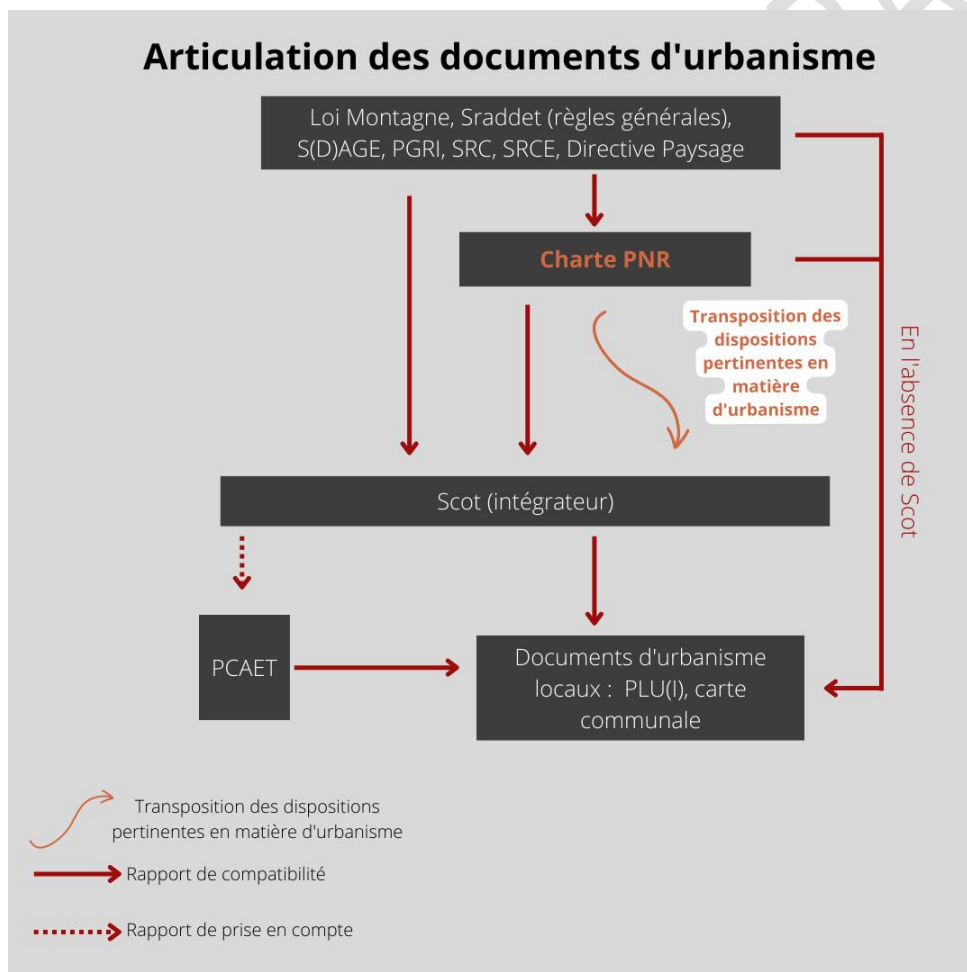 Articulation des documents d'urbanisme
Loi Montagne, Sraddet (règles générales),
S(D)AGE, PGRI, SRC, SRCE, Directive Paysage
Charte PNR
Transposition des
dispositions
pertinentes en
matière
d'urbanisme
En l'absence de Scot
Scot (intégrateur)
PCAET
Documents d'urbanisme
locaux : PLU(I), carte
communale
Transposition des dispositions
pertinentes en matière d'urbanisme
Rapport de compatibilité
Rapport de prise en compte